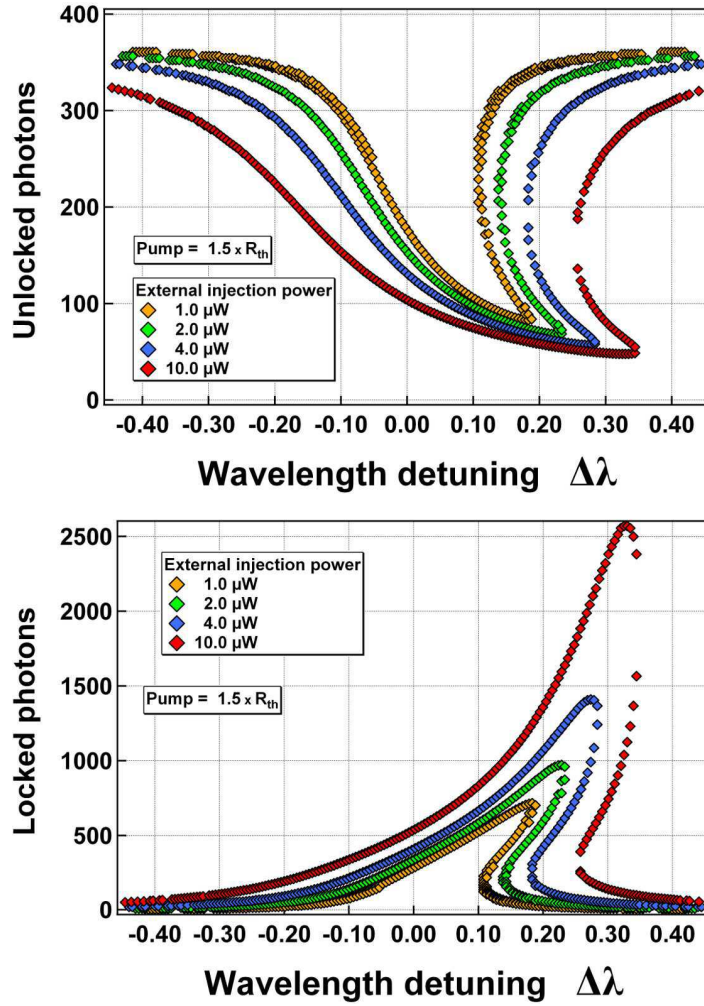 400
300
200
100
0
Unlocked photons
Pump = 1.5 x R_th
External injection power
1.0 µW
2.0 µW
4.0 µW
10.0 µW
-0.40 -0.30 -0.20 -0.10 0.00 0.10 0.20 0.30 0.40
Wavelength detuning Δλ
2500
2000
1500
1000
500
0
Locked photons
External injection power
1.0 µW
2.0 µW
4.0 µW
10.0 µW
Pump = 1.5 x R_th
-0.40 -0.30 -0.20 -0.10 0.00 0.10 0.20 0.30 0.40
Wavelength detuning Δλ